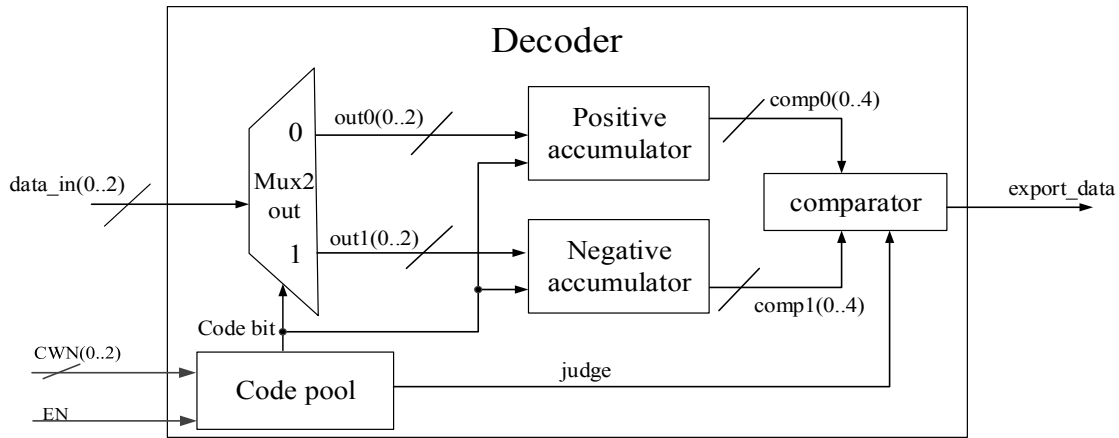 Decoder
comp0(0..4)
out0(0..2)
Positive
accumulator
0
data_in(0..2)
Mux2
out
comparator
export_data
1
out1(0..2)
Negative
accumulator
comp1(0..4)
Code bit
CWN(0..2)
Code pool
judge
EN